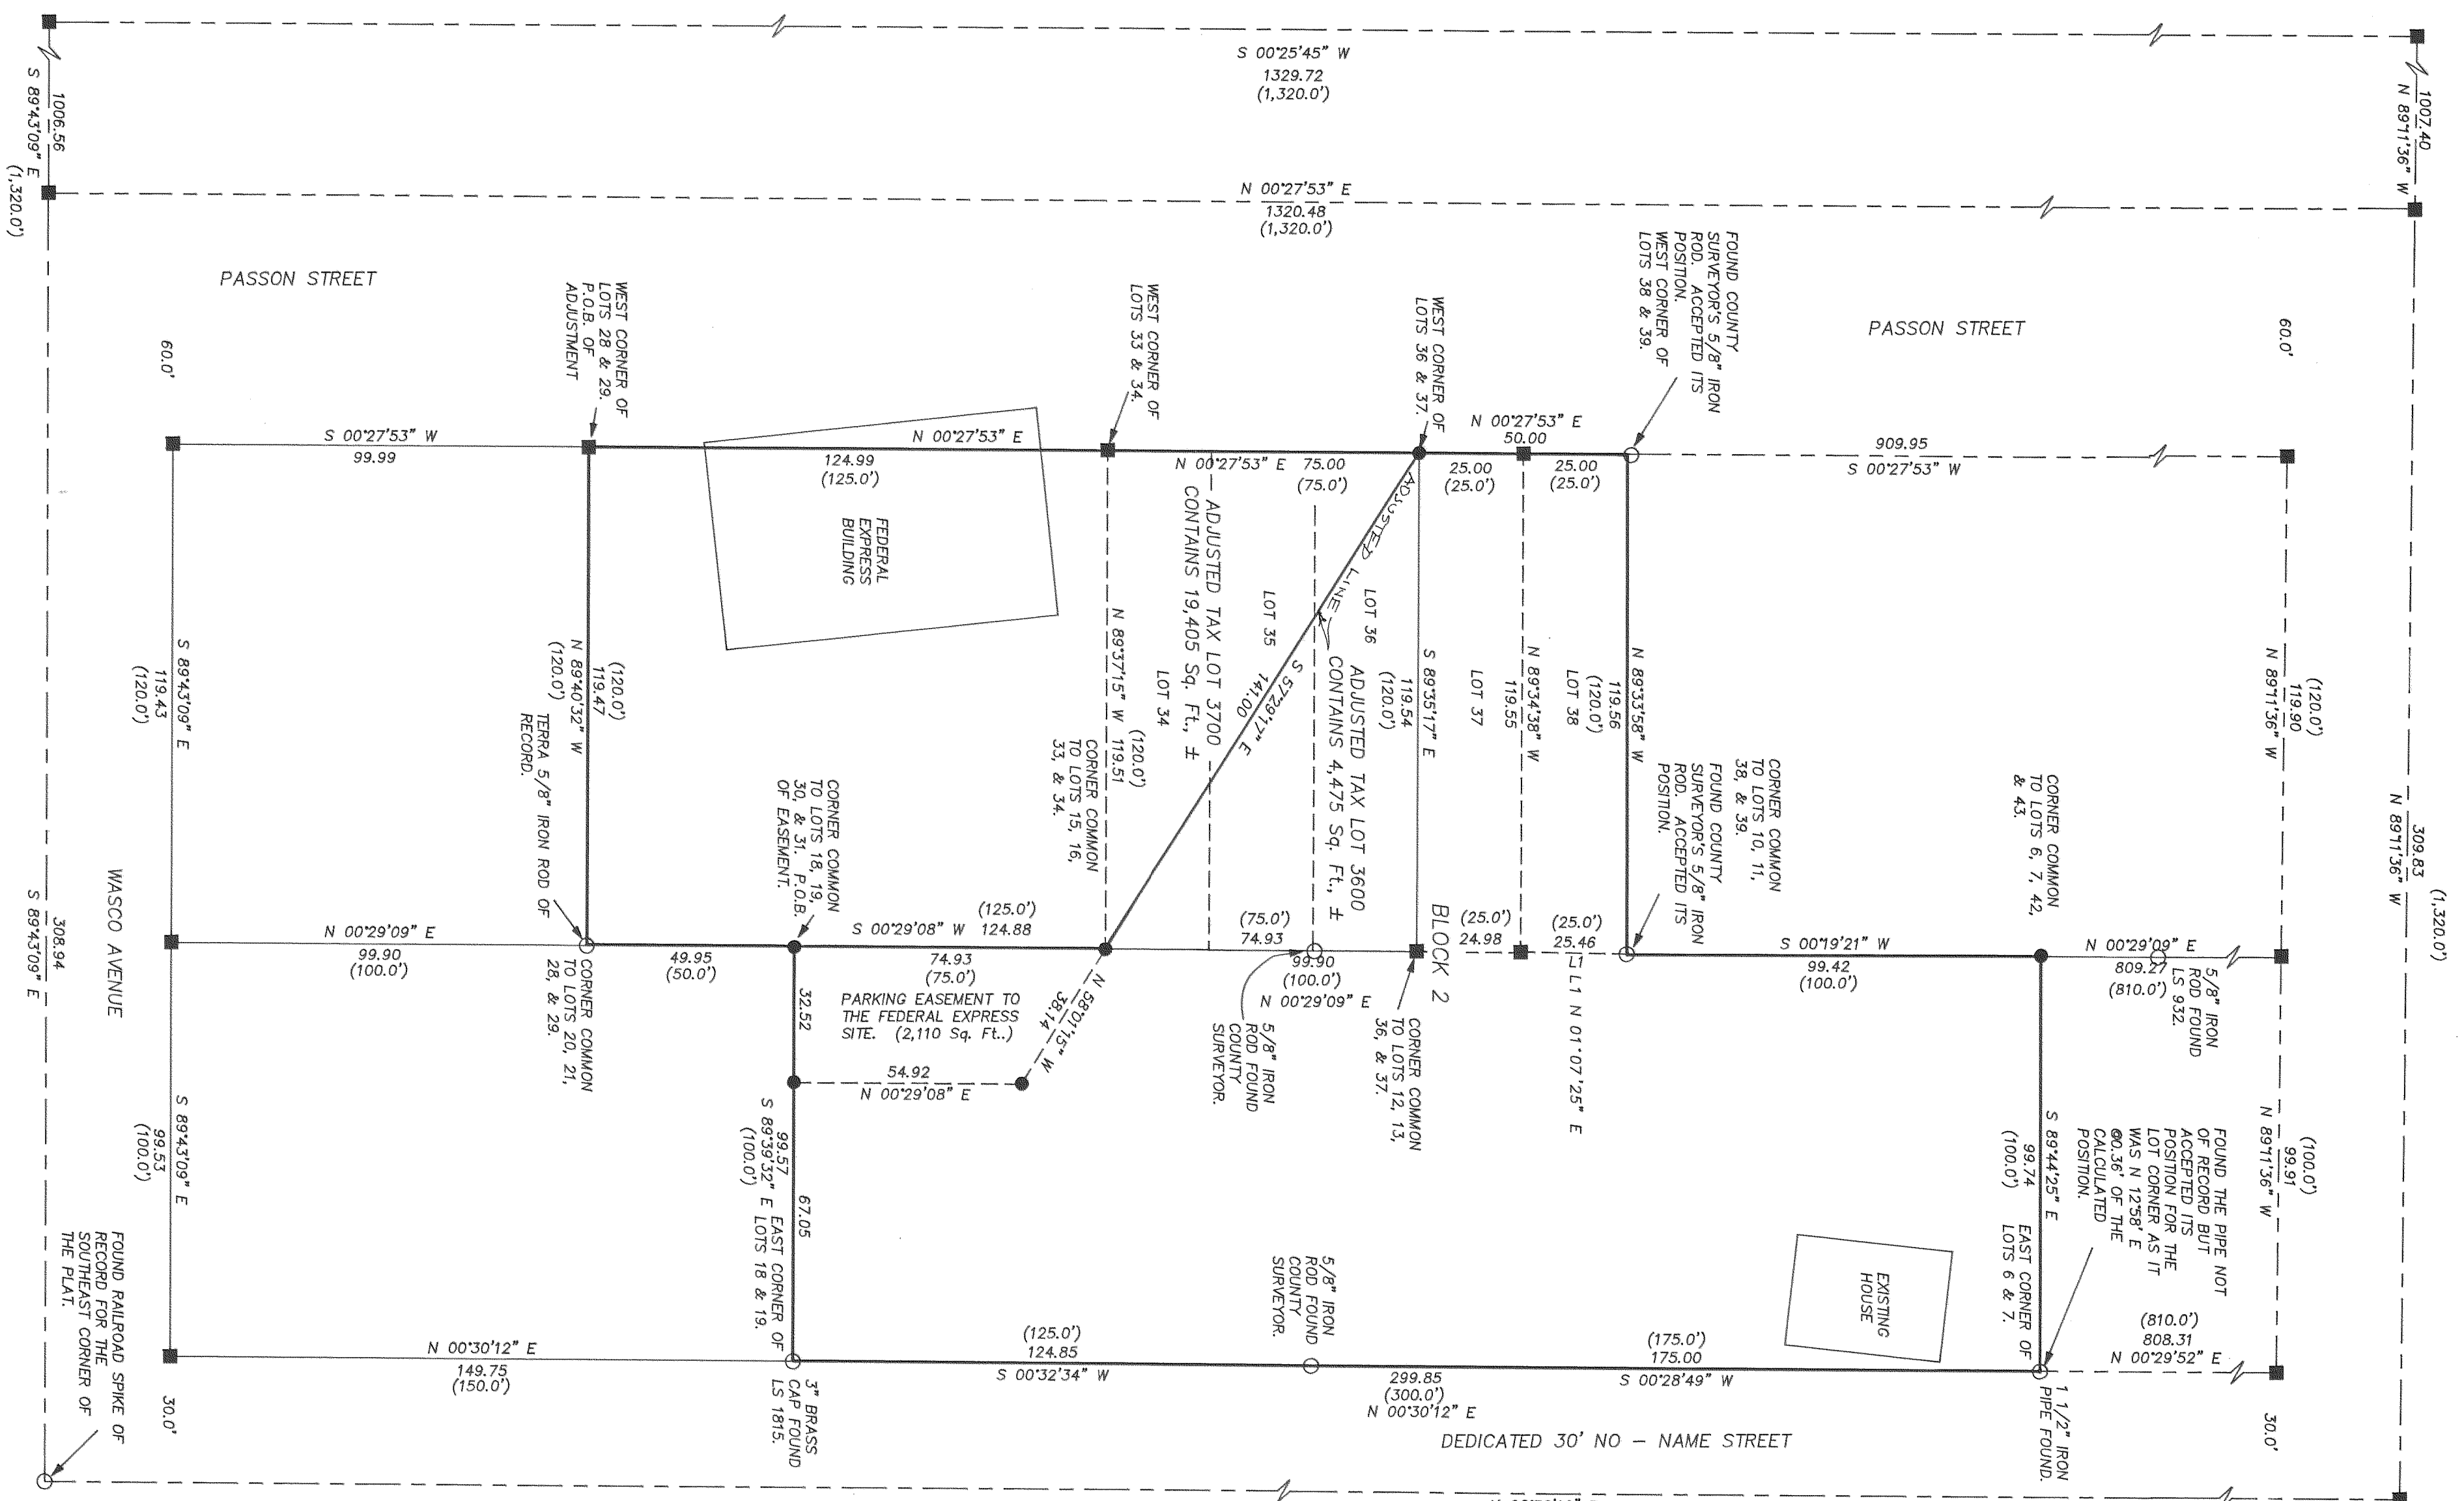 S 00°25'45" W
1329.72
(1,320.0')
1006.56
S 89°43'09" E
(1,320.0')
1007.40
N 89°11'36" W
N 00°27'53" E
1320.48
(1,320.0')
PASSON STREET
PASSON STREET
60.0'
60.0'
WEST CORNER OF
LOTS 28 & 29.
P.O.B. OF
ADJUSTMENT
WEST CORNER OF
LOTS 33 & 34.
WEST CORNER OF
LOTS 36 & 37.
FOUND COUNTY
SURVEYOR'S 5/8" IRON
ROD. ACCEPTED ITS
POSITION.
WEST CORNER OF
LOTS 38 & 39.
S 00°27'53" W
99.99
N 00°27'53" E
124.99
(125.0')
N 00°27'53" E 75.00
(75.0')
N 00°27'53" E
50.00
25.00
(25.0')
25.00
(25.0')
909.95
S 00°27'53" W
FEDERAL
EXPRESS
BUILDING
ADJUSTED LINE
ADJUSTED TAX LOT 3700
CONTAINS 19,405 Sq. Ft., ±
ADJUSTED TAX LOT 3600
CONTAINS 4,475 Sq. Ft., ±
LOT 34
LOT 35
LOT 36
LOT 37
LOT 38
S 57°29'17" E
141.00
S 89°43'09" E
119.43
(120.0')
(120.0')
119.47
N 89°40'32" W
(120.0')
(120.0')
N 89°37'15" W 119.51
S 89°35'17" E
119.54
(120.0')
N 89°34'38" W
119.55
N 89°33'58" W
119.56
(120.0')
(120.0')
119.90
N 89°11'36" W
309.83
(1,320.0')
N 89°11'36" W
TERRA 5/8" IRON ROD OF
RECORD.
CORNER COMMON
TO LOTS 18, 19,
30, & 31. P.O.B.
OF EASEMENT.
CORNER COMMON
TO LOTS 15, 16,
33, & 34.
CORNER COMMON
TO LOTS 10, 11,
38, & 39.
FOUND COUNTY
SURVEYOR'S 5/8" IRON
ROD. ACCEPTED ITS
POSITION.
CORNER COMMON
TO LOTS 6, 7, 42,
& 43.
BLOCK 2
WASCO AVENUE
308.94
S 89°43'09" E
N 00°29'09" E
99.90
(100.0')
49.95
(50.0')
S 00°29'08" W
(125.0')
124.88
74.93
(75.0')
(75.0')
74.93
99.90
(100.0')
N 00°29'09" E
(25.0')
24.98
(25.0')
25.46
L1
L1 N 01°07'25" E
S 00°19'21" W
99.42
(100.0')
N 00°29'09" E
809.27
(810.0')
5/8" IRON
ROD FOUND
LS 932.
CORNER COMMON
TO LOTS 20, 21,
28, & 29.
PARKING EASEMENT TO
THE FEDERAL EXPRESS
SITE. (2,110 Sq. Ft..)
32.52
54.92
N 00°29'08" E
N 58°01'15" W
38.14
5/8" IRON
ROD FOUND
COUNTY
SURVEYOR.
CORNER COMMON
TO LOTS 12, 13,
36, & 37.
S 89°43'09" E
99.53
(100.0')
67.05
99.57
S 89°39'32" E
(100.0')
EAST CORNER OF
LOTS 18 & 19.
5/8" IRON
ROD FOUND
COUNTY
SURVEYOR.
EXISTING
HOUSE
S 89°44'25" E
99.74
(100.0')
EAST CORNER OF
LOTS 6 & 7.
FOUND THE PIPE NOT
OF RECORD BUT
ACCEPTED ITS
POSITION FOR THE
LOT CORNER AS IT
WAS N 12°58' E
@0.36' OF THE
CALCULATED
POSITION.
(100.0')
99.91
N 89°11'36" W
FOUND RAILROAD SPIKE OF
RECORD FOR THE
SOUTHEAST CORNER OF
THE PLAT.
N 00°30'12" E
149.75
(150.0')
3" BRASS
CAP FOUND
LS 1815.
(125.0')
124.85
S 00°32'34" W
(175.0')
175.00
S 00°28'49" W
299.85
(300.0')
N 00°30'12" E
(810.0')
808.31
N 00°29'52" E
1 1/2" IRON
PIPE FOUND.
30.0'
30.0'
DEDICATED 30' NO – NAME STREET